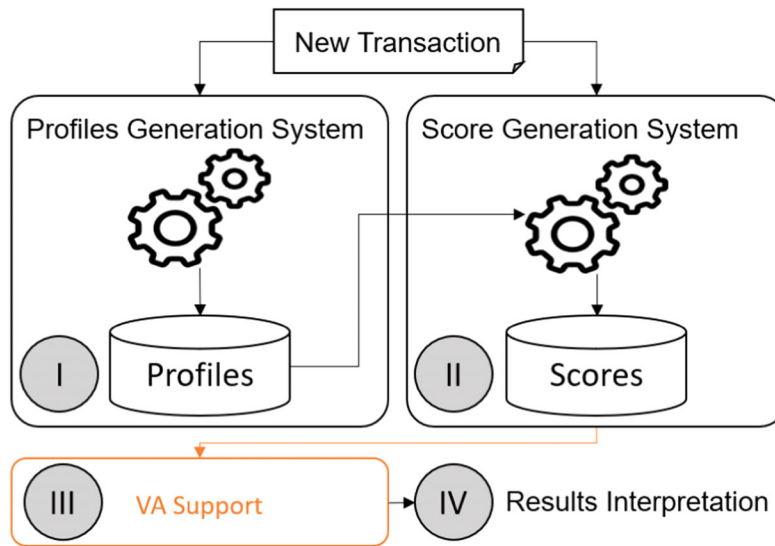 New Transaction
Profiles Generation System
Score Generation System
I
Profiles
II
Scores
III
VA Support
IV
Results Interpretation